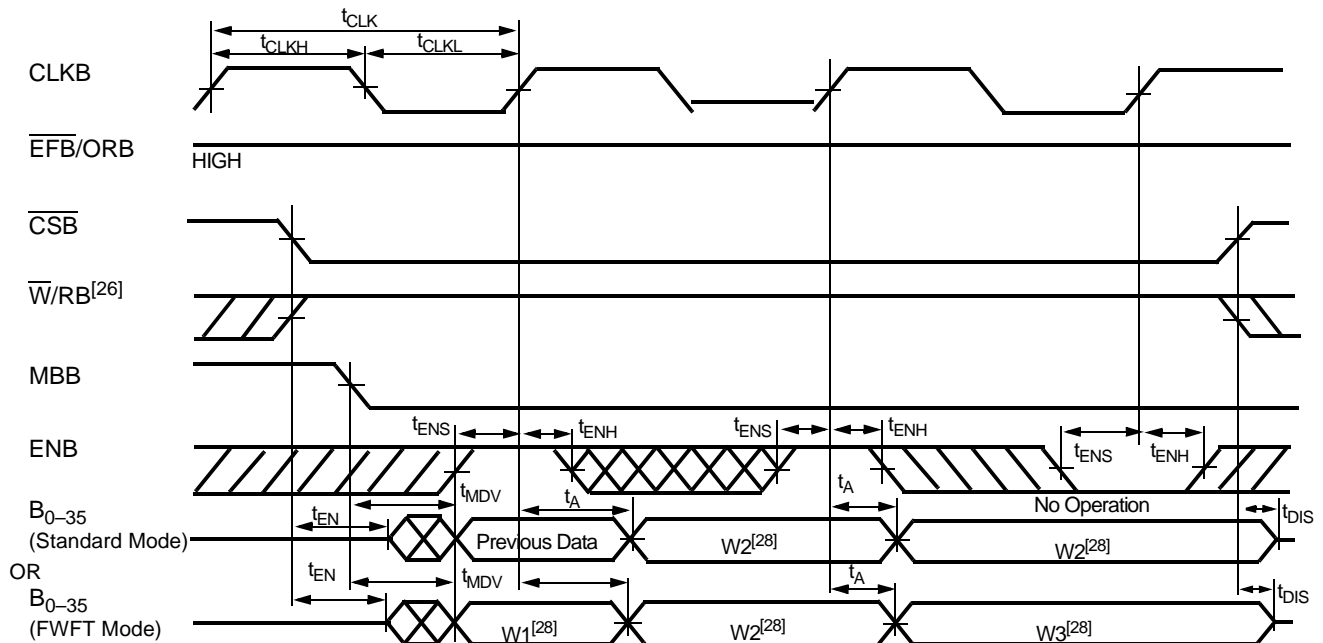 tCLK
tCLKH tCLKL
CLKB
EFB/ORB
HIGH
CSB
W/RB[26]
MBB
tENS tENH tENS tENH
ENB
tENS tENH
tMDV tA tA No Operation
B0–35
tEN tDIS
(Standard Mode)
Previous Data W2[28] W2[28]
OR
tEN tMDV tA
B0–35
tDIS
(FWFT Mode)
W1[28] W2[28] W3[28]